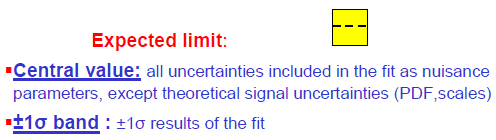 Expected limit:
▪Central value: all uncertainties included in the fit as nuisance
parameters, except theoretical signal uncertainties (PDF,scales)
▪±1σ band : ±1σ results of the fit